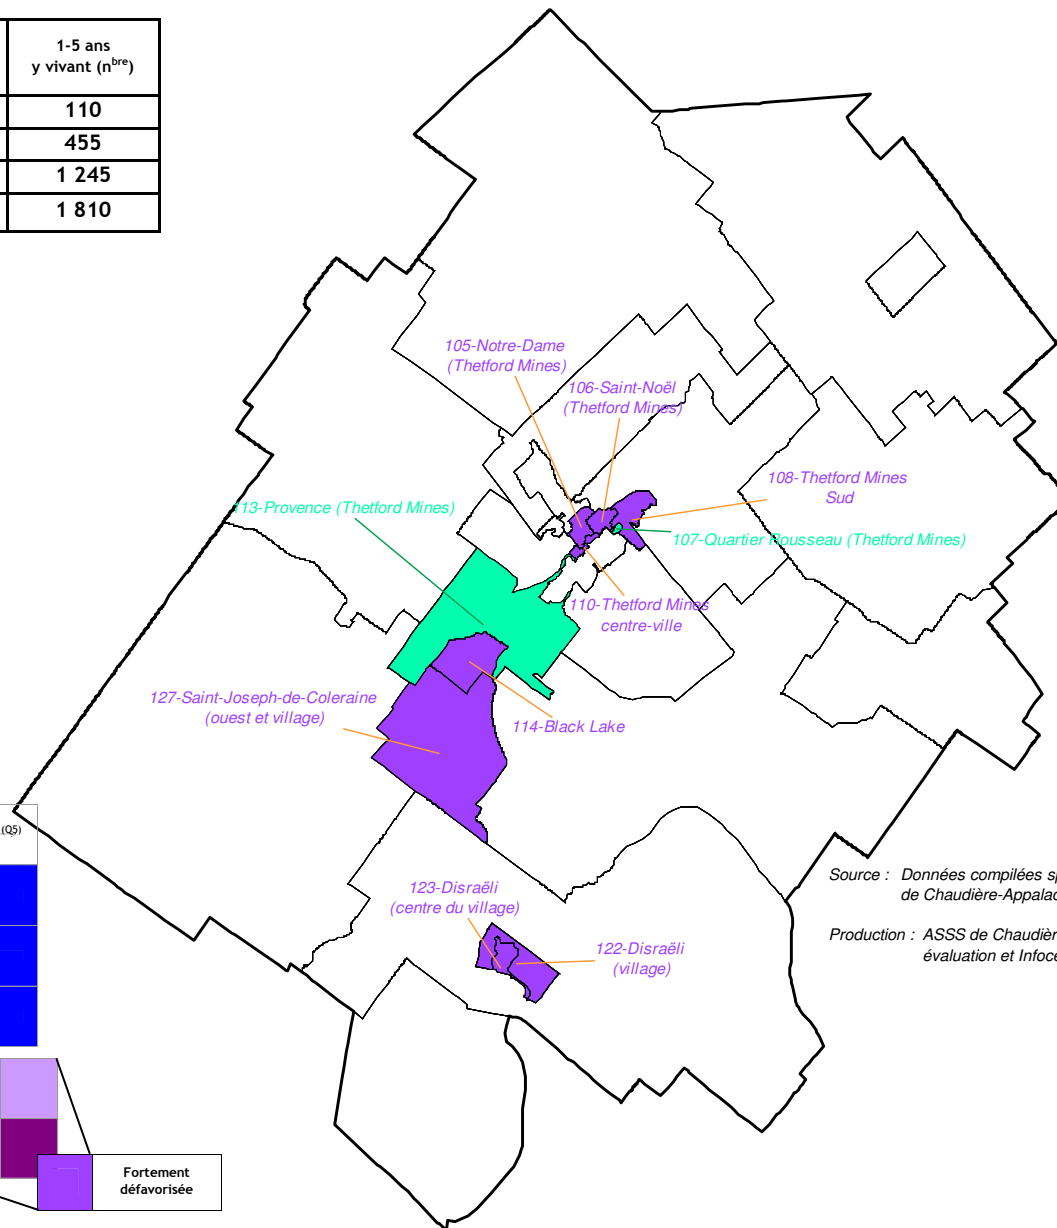 1-5 ans
y vivant (nbre)
110
455
1 245
1 810
105-Notre-Dame
(Thetford Mines)
106-Saint-Noël
(Thetford Mines)
108-Thetford Mines
Sud
113-Provence (Thetford Mines)
107-Quartier Rousseau (Thetford Mines)
110-Thetford Mines
centre-ville
127-Saint-Joseph-de-Coleraine
(ouest et village)
114-Black Lake
(Q5)
123-Disraëli
(centre du village)
122-Disraëli
(village)
Source : Données compilées sp
de Chaudière-Appalac
Production : ASSS de Chaudièr
évaluation et Infoce
Fortement
défavorisée